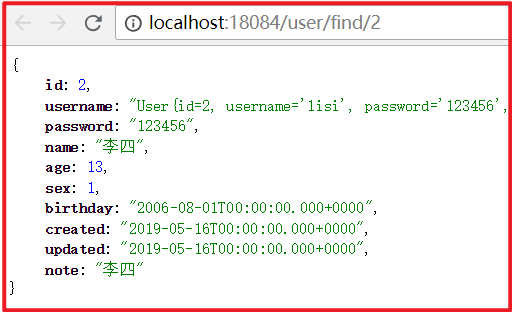 localhost:18084/user/find/2
{
id: 2,
username: "User{id=2, username='lisi', password='123456',
password: "123456",
name: "李四",
age: 13,
sex: 1,
birthday: "2006-08-01T00:00:00.000+0000",
created: "2019-05-16T00:00:00.000+0000",
updated: "2019-05-16T00:00:00.000+0000",
note: "李四"
}